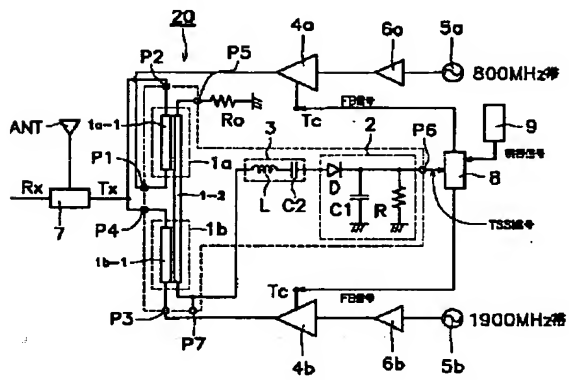 20
4a
6a
5a
P2
P5
800MHz帯
Tc
FB信号
Ro
ANT
1a-1
3
2
9
P1
1a
P6
Rx
Tx
1-2
D
8
7
L
C2
C1
R
P4
1b
TSSI信号
1b-1
Tc
FB信号
P3
P7
1900MHz帯
4b
6b
5b